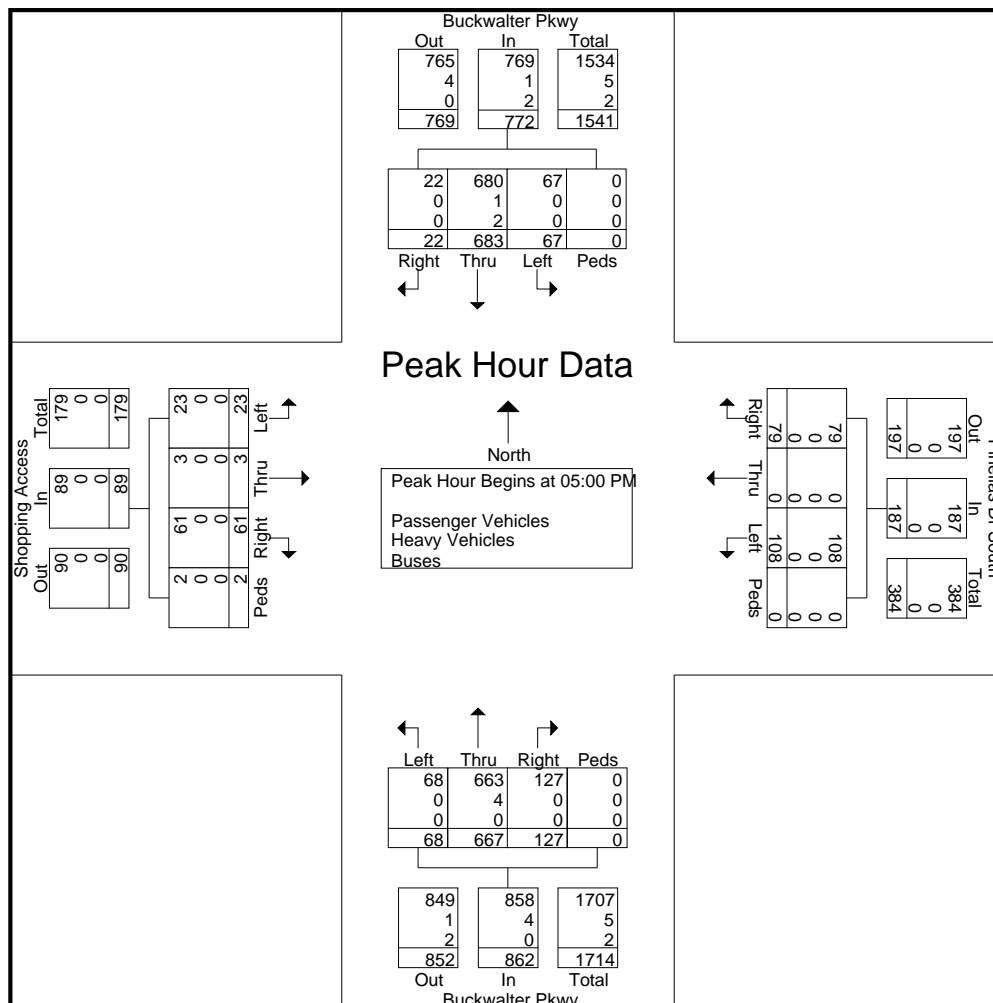 Buckwalter Pkwy
Out In Total
765 769 1534
4 1 5
0 2 2
769 772 1541
22 680 67 0
0 1 0 0
0 2 0 0
22 683 67 0
Right Thru Left Peds
Peak Hour Data
North
Peak Hour Begins at 05:00 PM
Passenger Vehicles
Heavy Vehicles
Buses
Shopping Access
Out In Total
90 89 179
0 0 0
0 0 0
90 89 179
2 61 3 23
0 0 0 0
0 0 0 0
2 61 3 23
Peds Right Thru Left
Out In Total
197 187 384
0 0 0
0 0 0
197 187 384
79 0 108 0
0 0 0 0
0 0 0 0
79 0 108 0
Right Thru Left Peds
Left Thru Right Peds
68 663 127 0
0 4 0 0
0 0 0 0
68 667 127 0
849 858 1707
1 4 5
2 0 2
852 862 1714
Out In Total
Buckwalter Pkwy